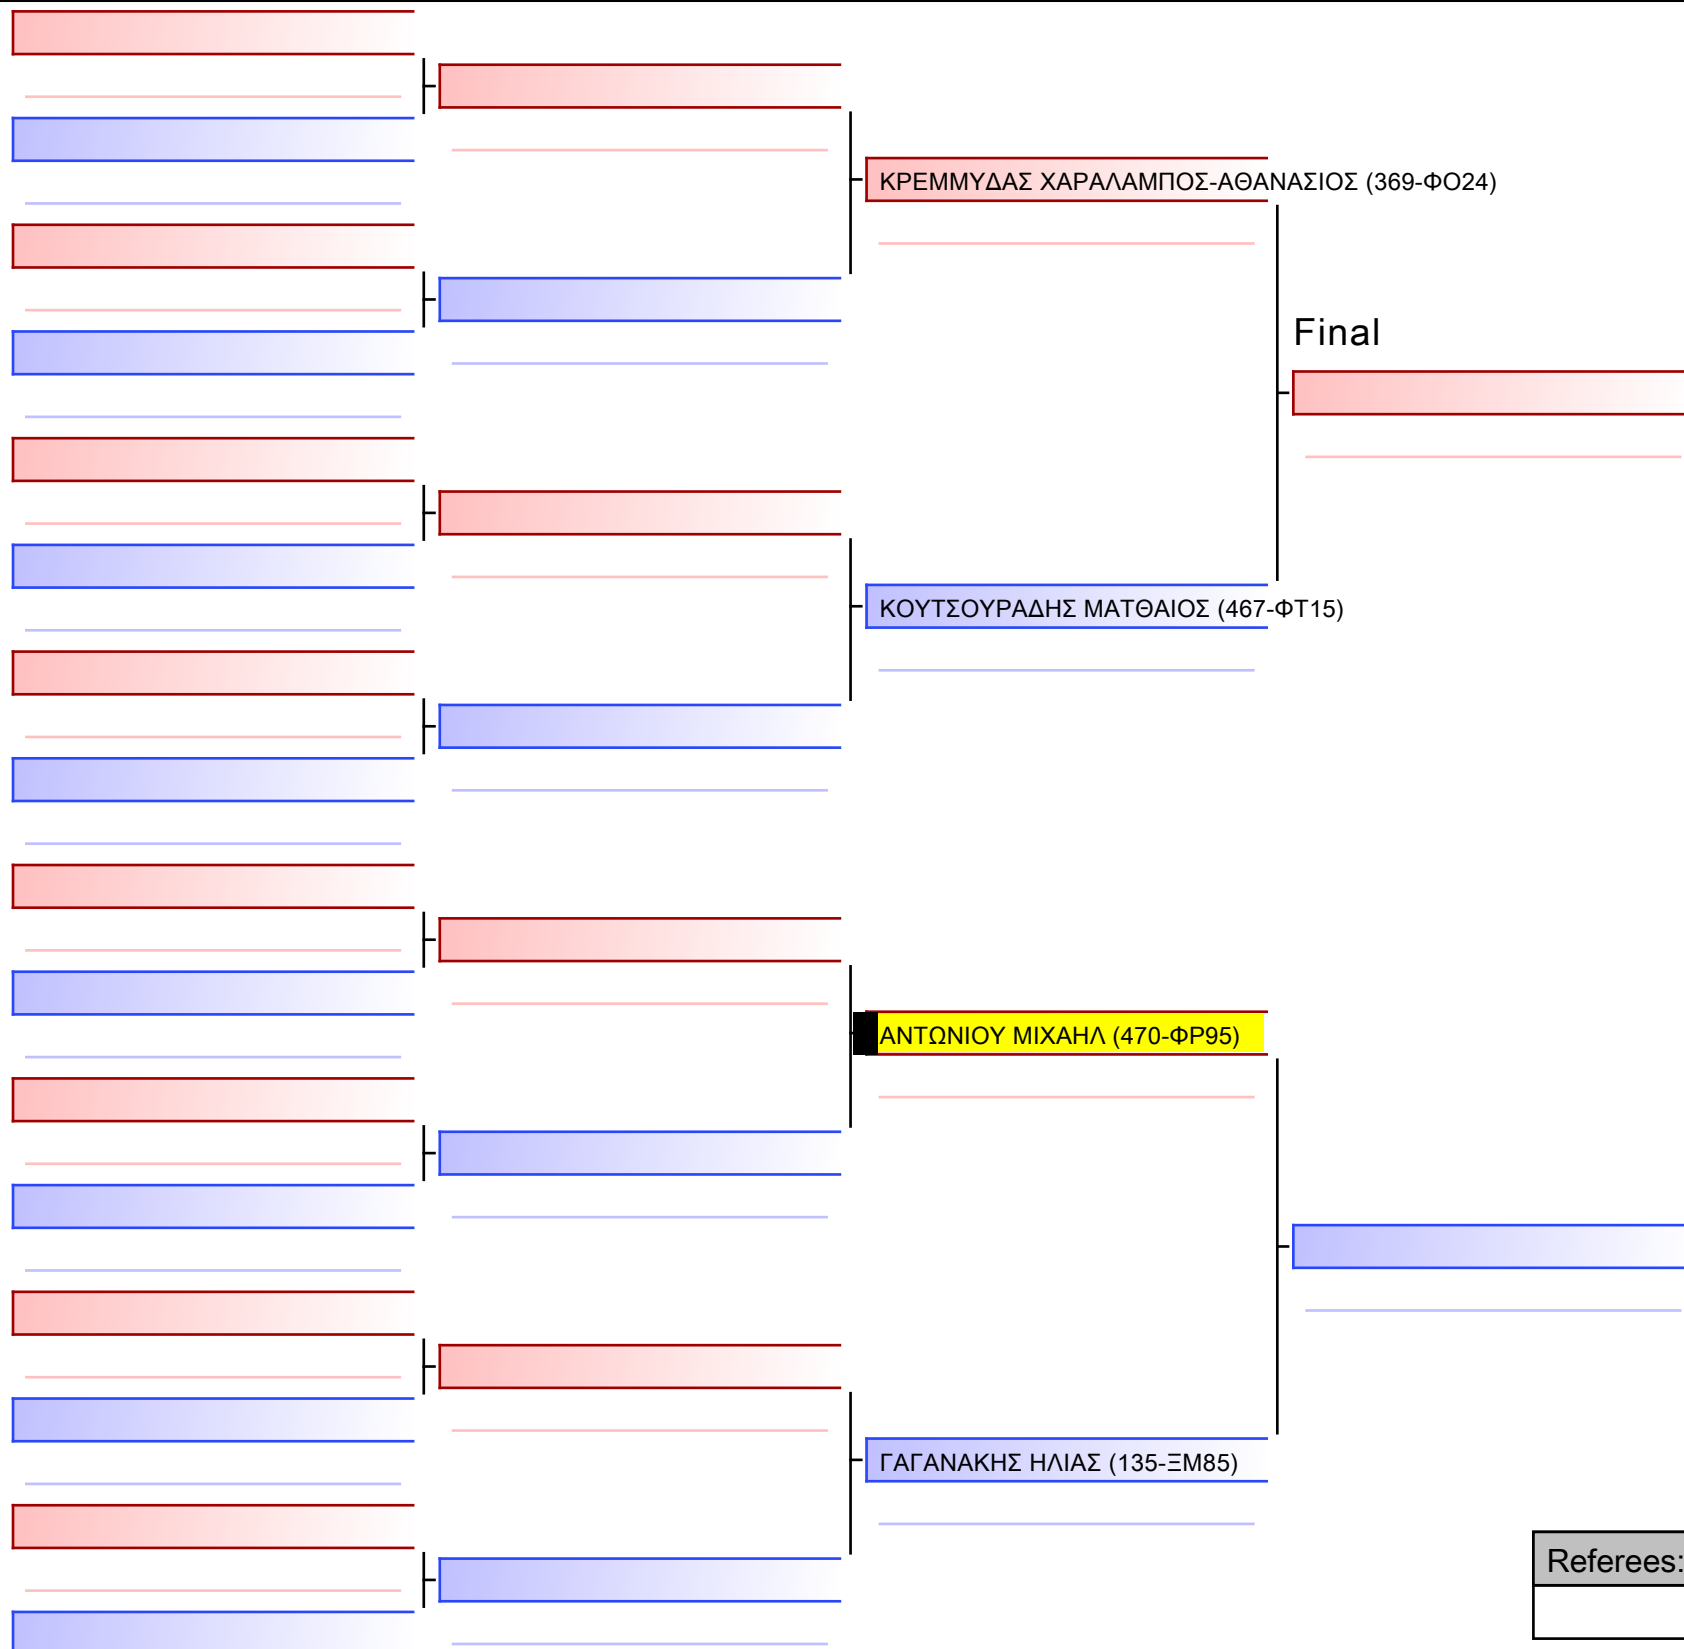 ΚΡΕΜΜΥΔΑΣ ΧΑΡΑΛΑΜΠΟΣ-ΑΘΑΝΑΣΙΟΣ (369-ΦΟ24)
Final
ΚΟΥΤΣΟΥΡΑΔΗΣ ΜΑΤΘΑΙΟΣ (467-ΦΤ15)
ΑΝΤΩΝΙΟΥ ΜΙΧΑΗΛ (470-ΦΡ95)
ΓΑΓΑΝΑΚΗΣ ΗΛΙΑΣ (135-ΞΜ85)
Referees: